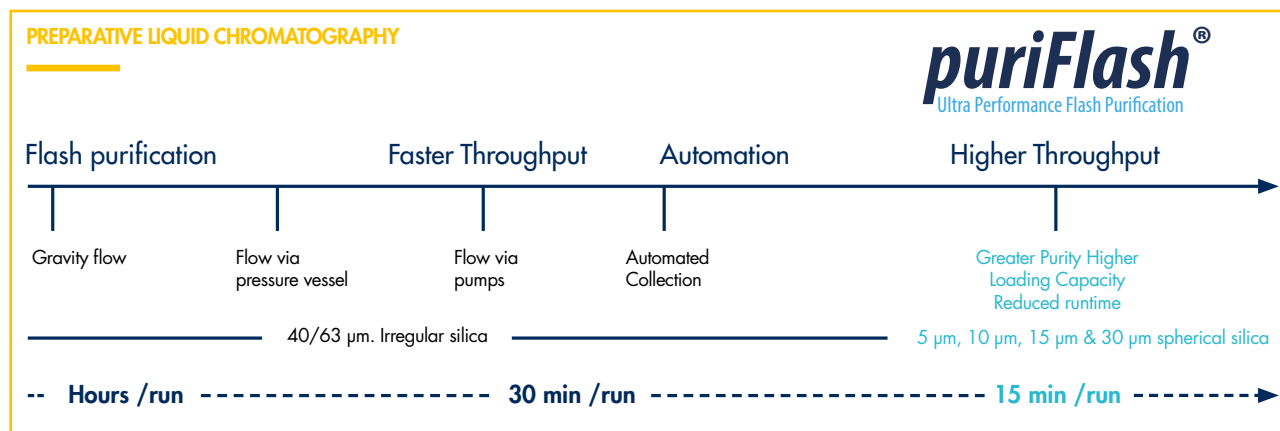 PREPARATIVE LIQUID CHROMATOGRAPHY
puriFlash®
Ultra Performance Flash Purification
Flash purification
Faster Throughput
Automation
Higher Throughput
Gravity flow
Flow via
pressure vessel
Flow via
pumps
Automated
Collection
Greater Purity Higher
Loading Capacity
Reduced runtime
40/63 µm. Irregular silica
5 µm, 10 µm, 15 µm & 30 µm spherical silica
Hours /run
30 min /run
15 min /run